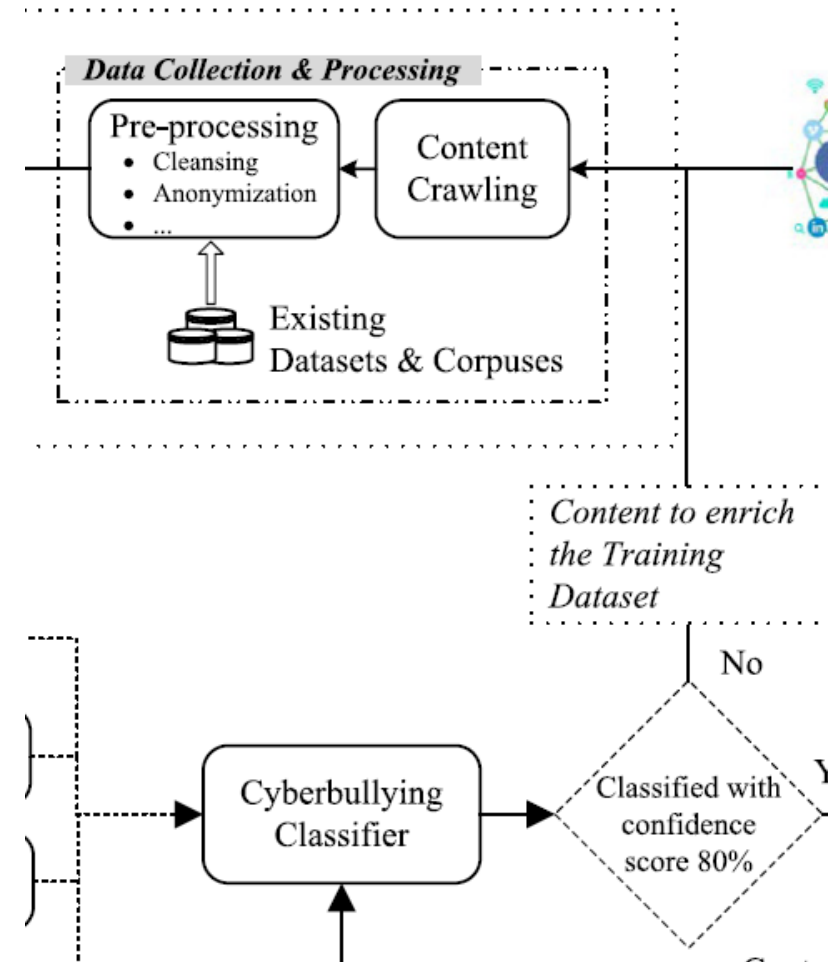 Data Collection & Processing
Pre-processing
• Cleansing
• Anonymization
• ...
Content
Crawling
Existing
Datasets & Corpuses
in
Content to enrich
the Training
Dataset
No
Cyberbullying
Classifier
Classified with
confidence
score 80%